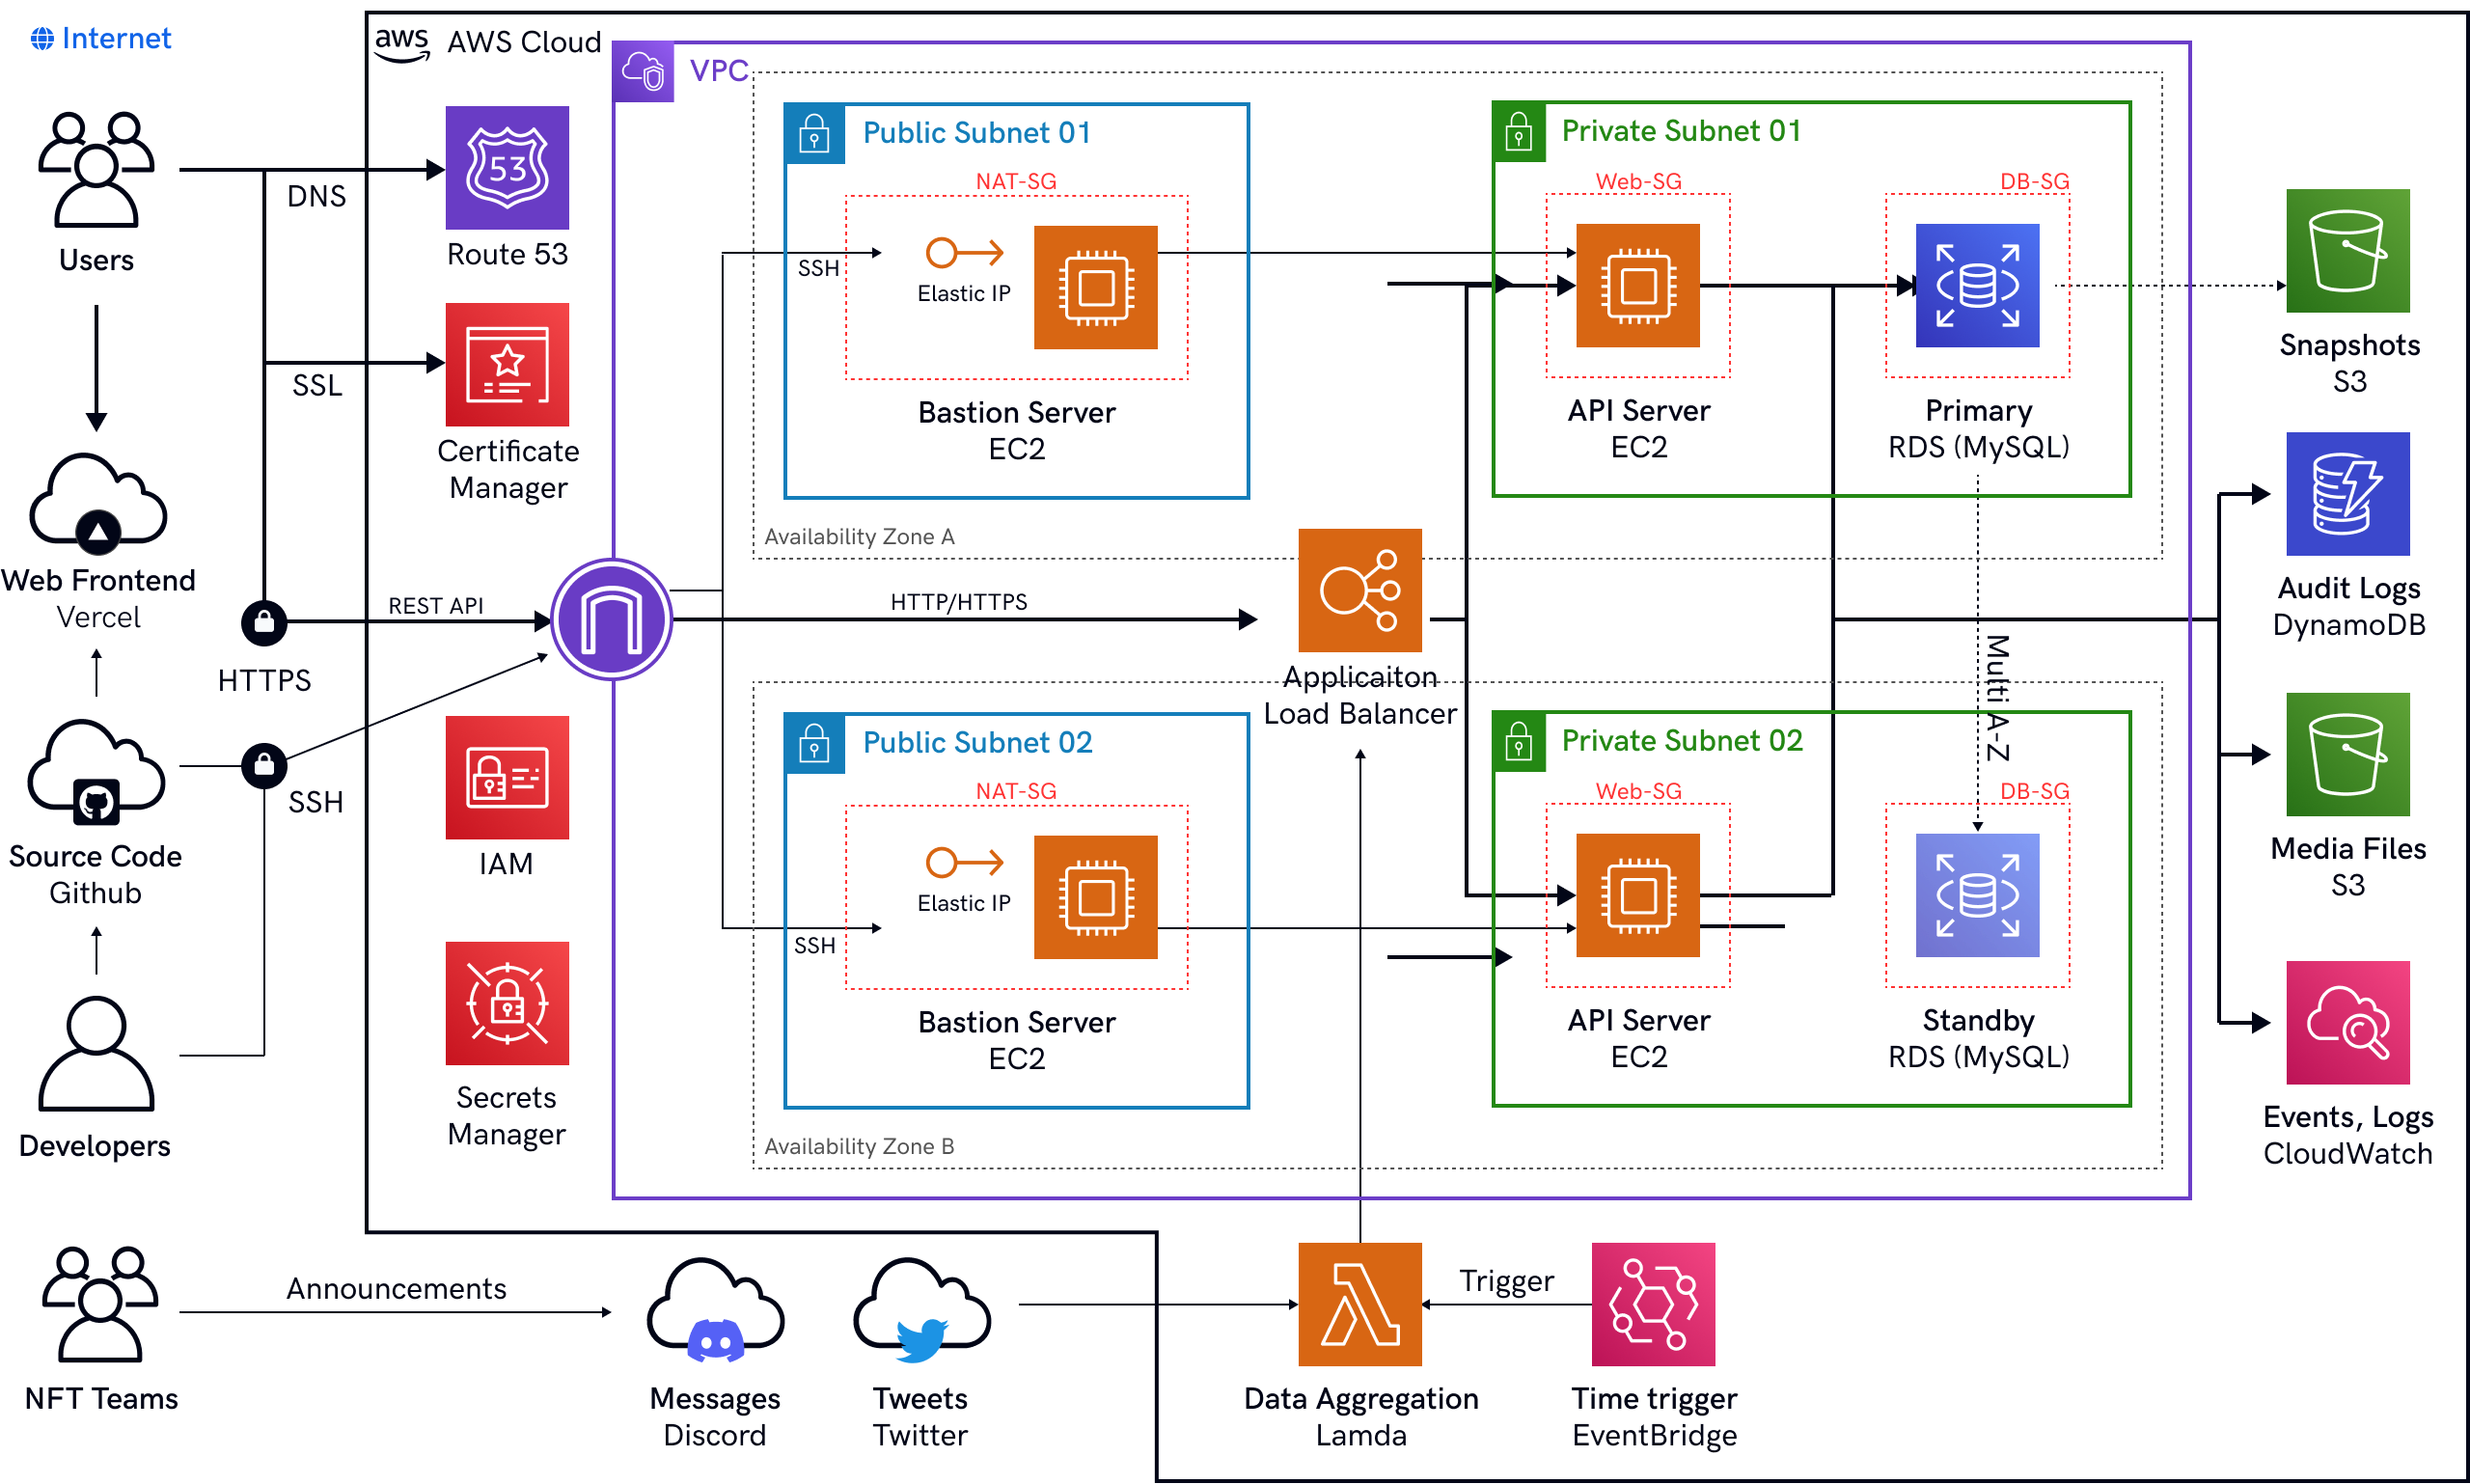 Internet
aws
AWS Cloud
VPC
Users
DNS
53
Route 53
SSL
Certificate
Manager
Web Frontend
Vercel
HTTPS
REST API
Source Code
Github
SSH
IAM
Secrets
Manager
Developers
Public Subnet 01
NAT-SG
SSH
Elastic IP
Bastion Server
EC2
Availability Zone A
Private Subnet 01
Web-SG
DB-SG
API Server
EC2
Primary
RDS (MySQL)
HTTP/HTTPS
Applicaiton
Load Balancer
Multi A-Z
Public Subnet 02
NAT-SG
SSH
Elastic IP
Bastion Server
EC2
Availability Zone B
Private Subnet 02
Web-SG
DB-SG
API Server
EC2
Standby
RDS (MySQL)
Snapshots
S3
Audit Logs
DynamoDB
Media Files
S3
Events, Logs
CloudWatch
NFT Teams
Announcements
Messages
Discord
Tweets
Twitter
Data Aggregation
Lamda
Trigger
Time trigger
EventBridge